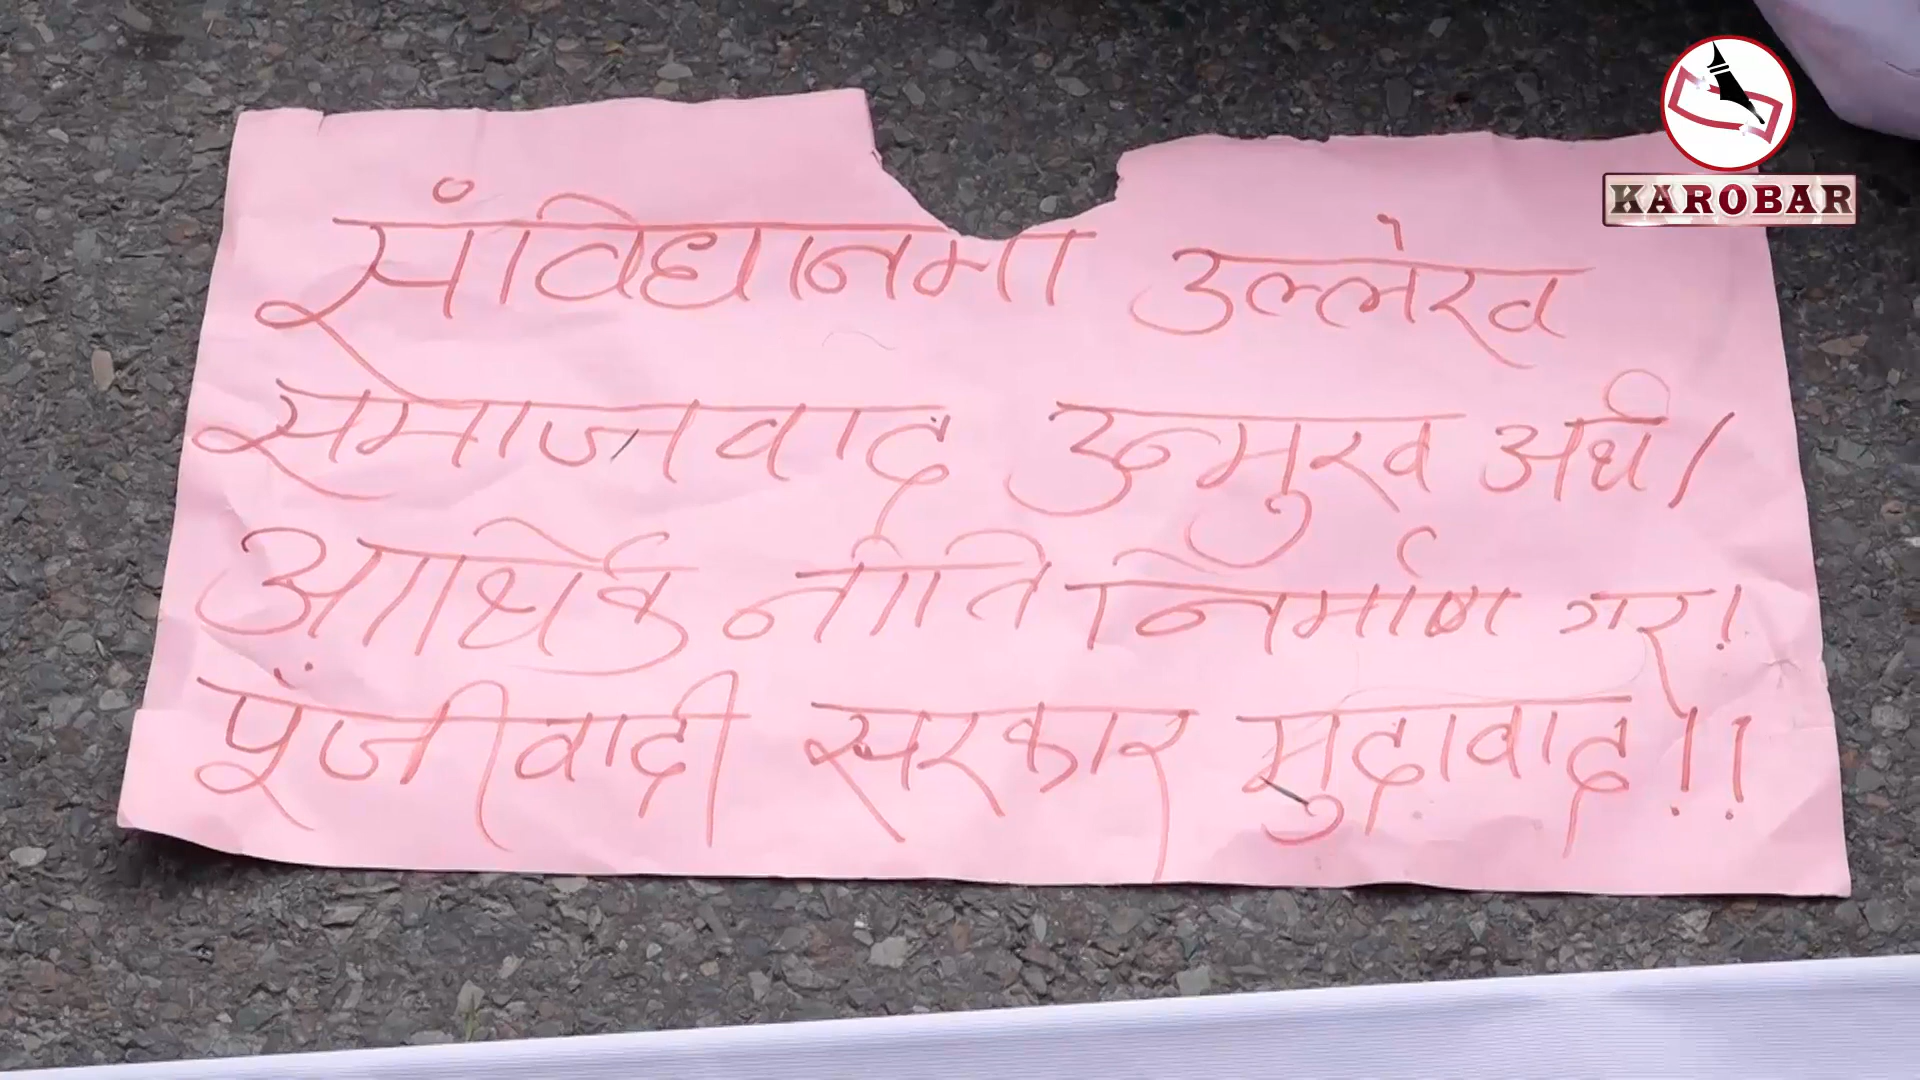 KAROBAR
संविधानमा उल्लेख
समाजवाद उन्मुख अर्थ।
आर्थिक नीति निर्माण गर!
पूंजीवादी सरकार मुर्दावाद!!